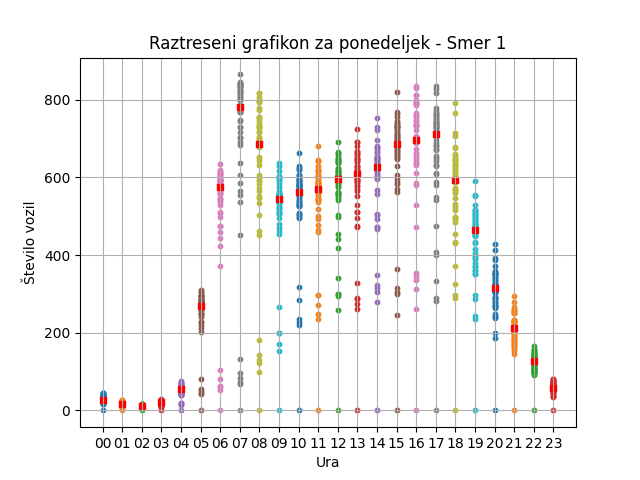 Raztreseni grafikon za ponedeljek - Smer 1
Število vozil
800
600
400
200
0
00 01 02 03 04 05 06 07 08 09 10 11 12 13 14 15 16 17 18 19 20 21 22 23
Ura